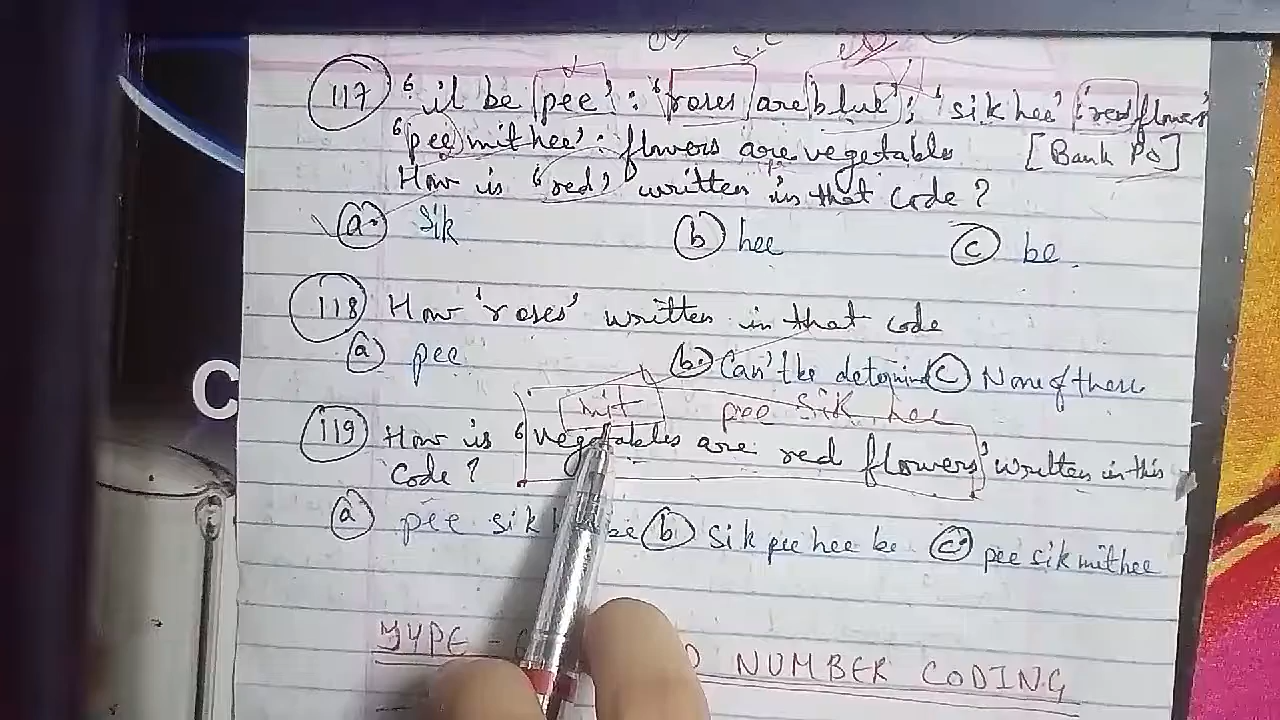 117 'il be pee' : 'roses are blue'; 'sik hee' 'red flowers'
'pee mit hee' : flowers are vegetable [Bank Po]
How is 'red' written in that code ?
a sik b hee c be
118 How 'roses' written in that code
a pee b Can't be determined c None of these
mit pee sik hee
119 How is 'vegetables are red flowers' written in this
Code ?
a pee sik be b sik pee hee be c pee sik mit hee
TYPE - NUMBER CODING
C